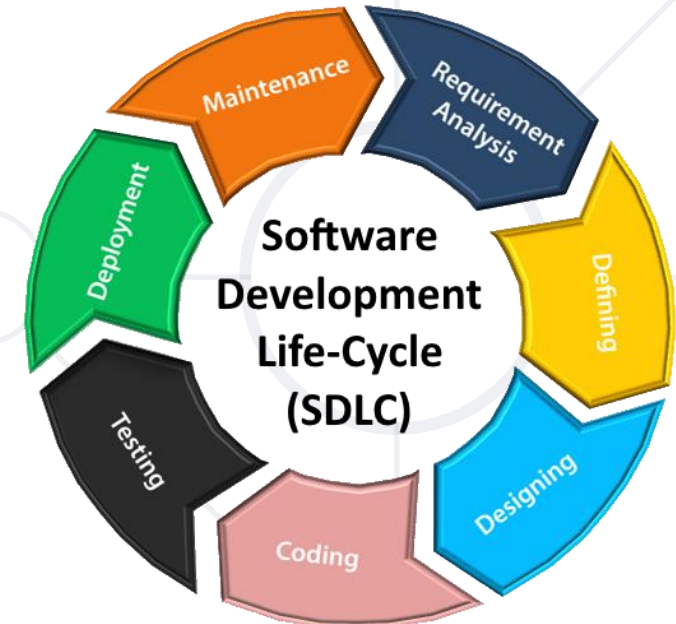 Software
Development
Life-Cycle
(SDLC)
Requirement
Analysis
Defining
Designing
Coding
Testing
Deployment
Maintenance